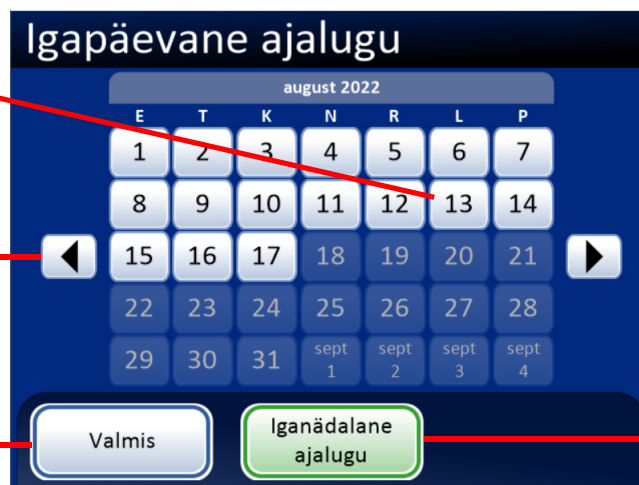 Igapäevane ajalugu
august 2022
E T K N R L P
1 2 3 4 5 6 7
8 9 10 11 12 13 14
15 16 17 18 19 20 21
22 23 24 25 26 27 28
29 30 31 sept 1 sept 2 sept 3 sept 4
Valmis
Iganädalane
ajalugu